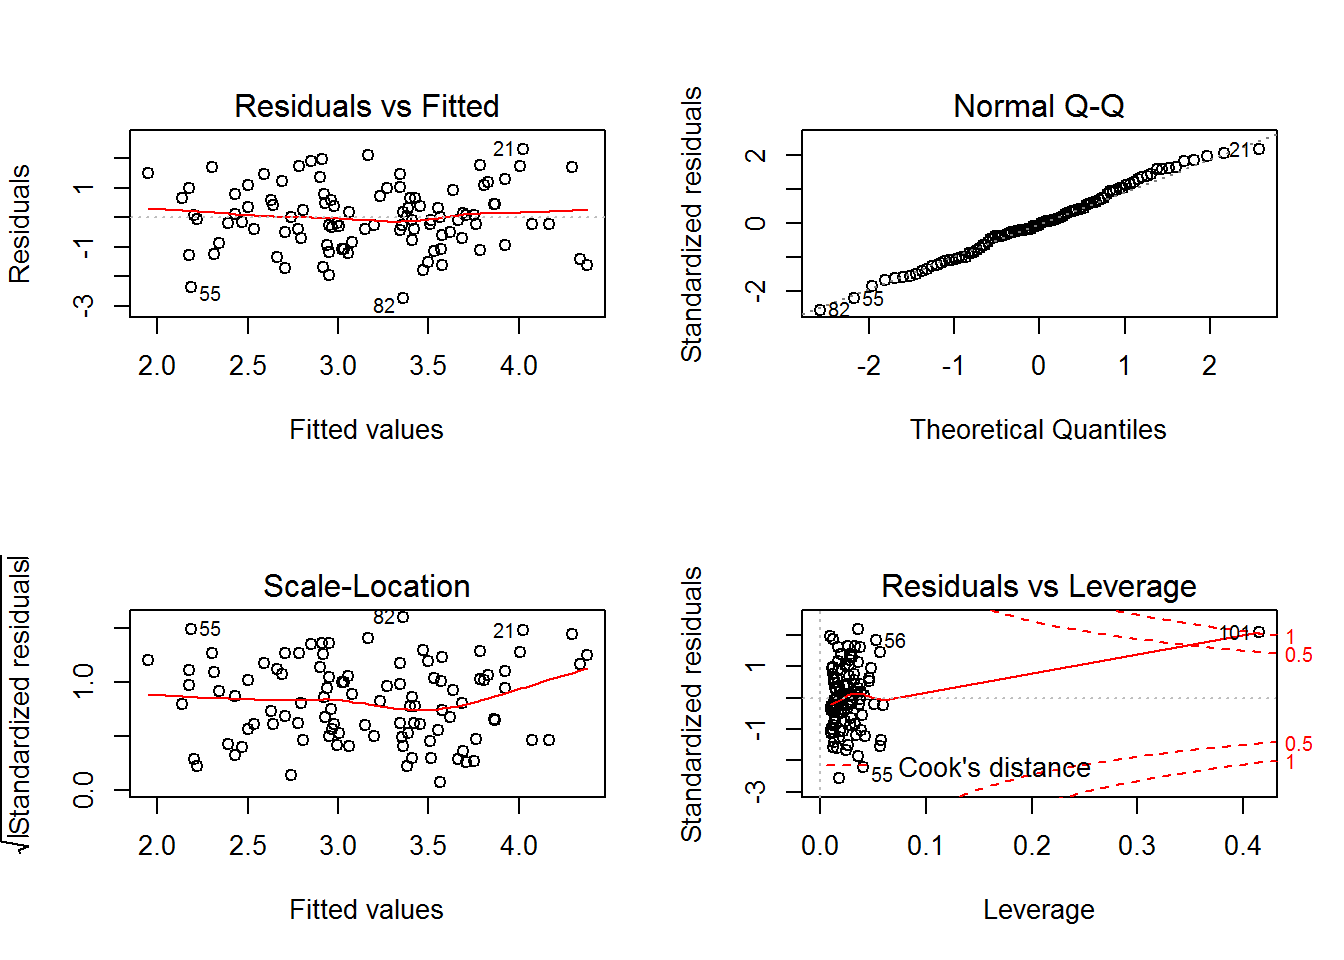 Residuals vs Fitted
Residuals
1
-1
-3
21
55
82
2.0 2.5 3.0 3.5 4.0
Fitted values
Normal Q-Q
Standardized residuals
2
0
-2
21
82
55
-2 -1 0 1 2
Theoretical Quantiles
Scale-Location
√|Standardized residuals|
1.0
0.0
55
82
21
2.0 2.5 3.0 3.5 4.0
Fitted values
Residuals vs Leverage
Standardized residuals
1
-1
-3
56
101
1
0.5
0.5
1
55
Cook's distance
0.0 0.1 0.2 0.3 0.4
Leverage